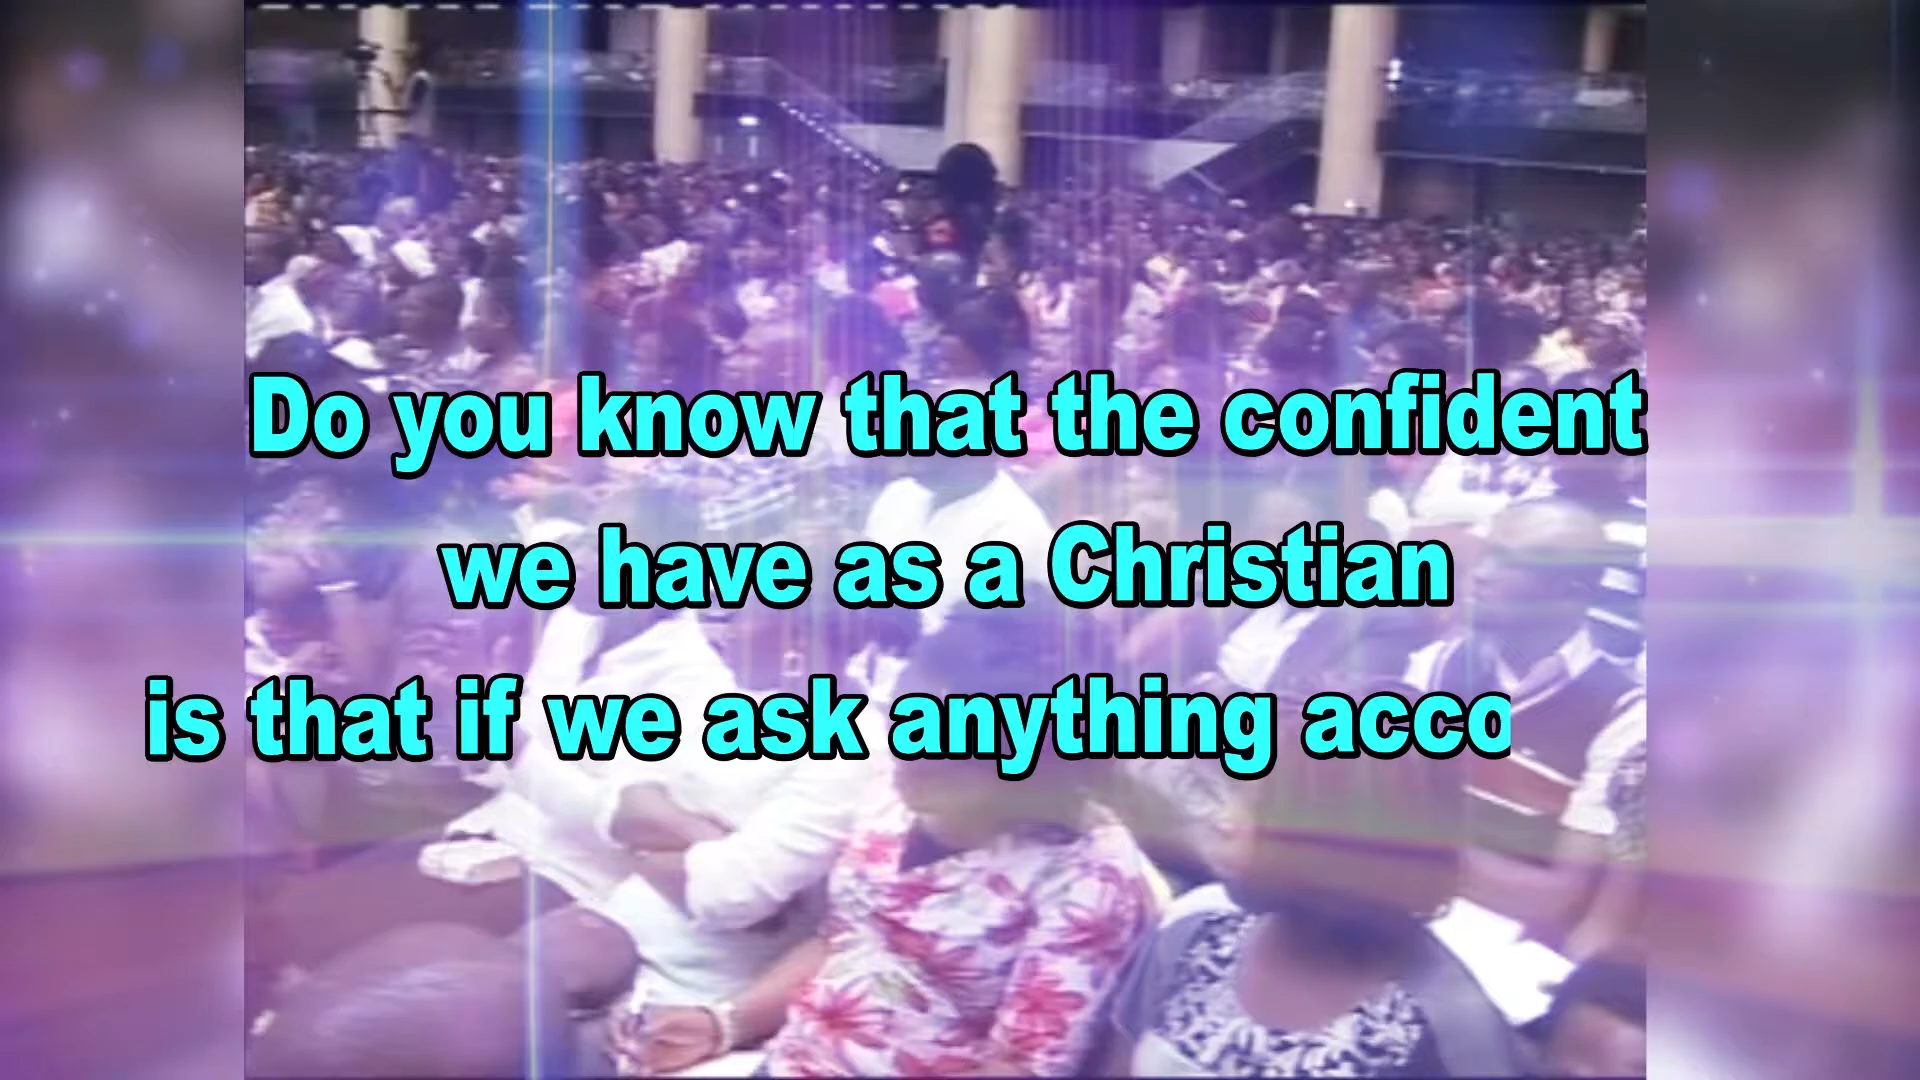 Do you know that the confident
we have as a Christian
is that if we ask anything acco